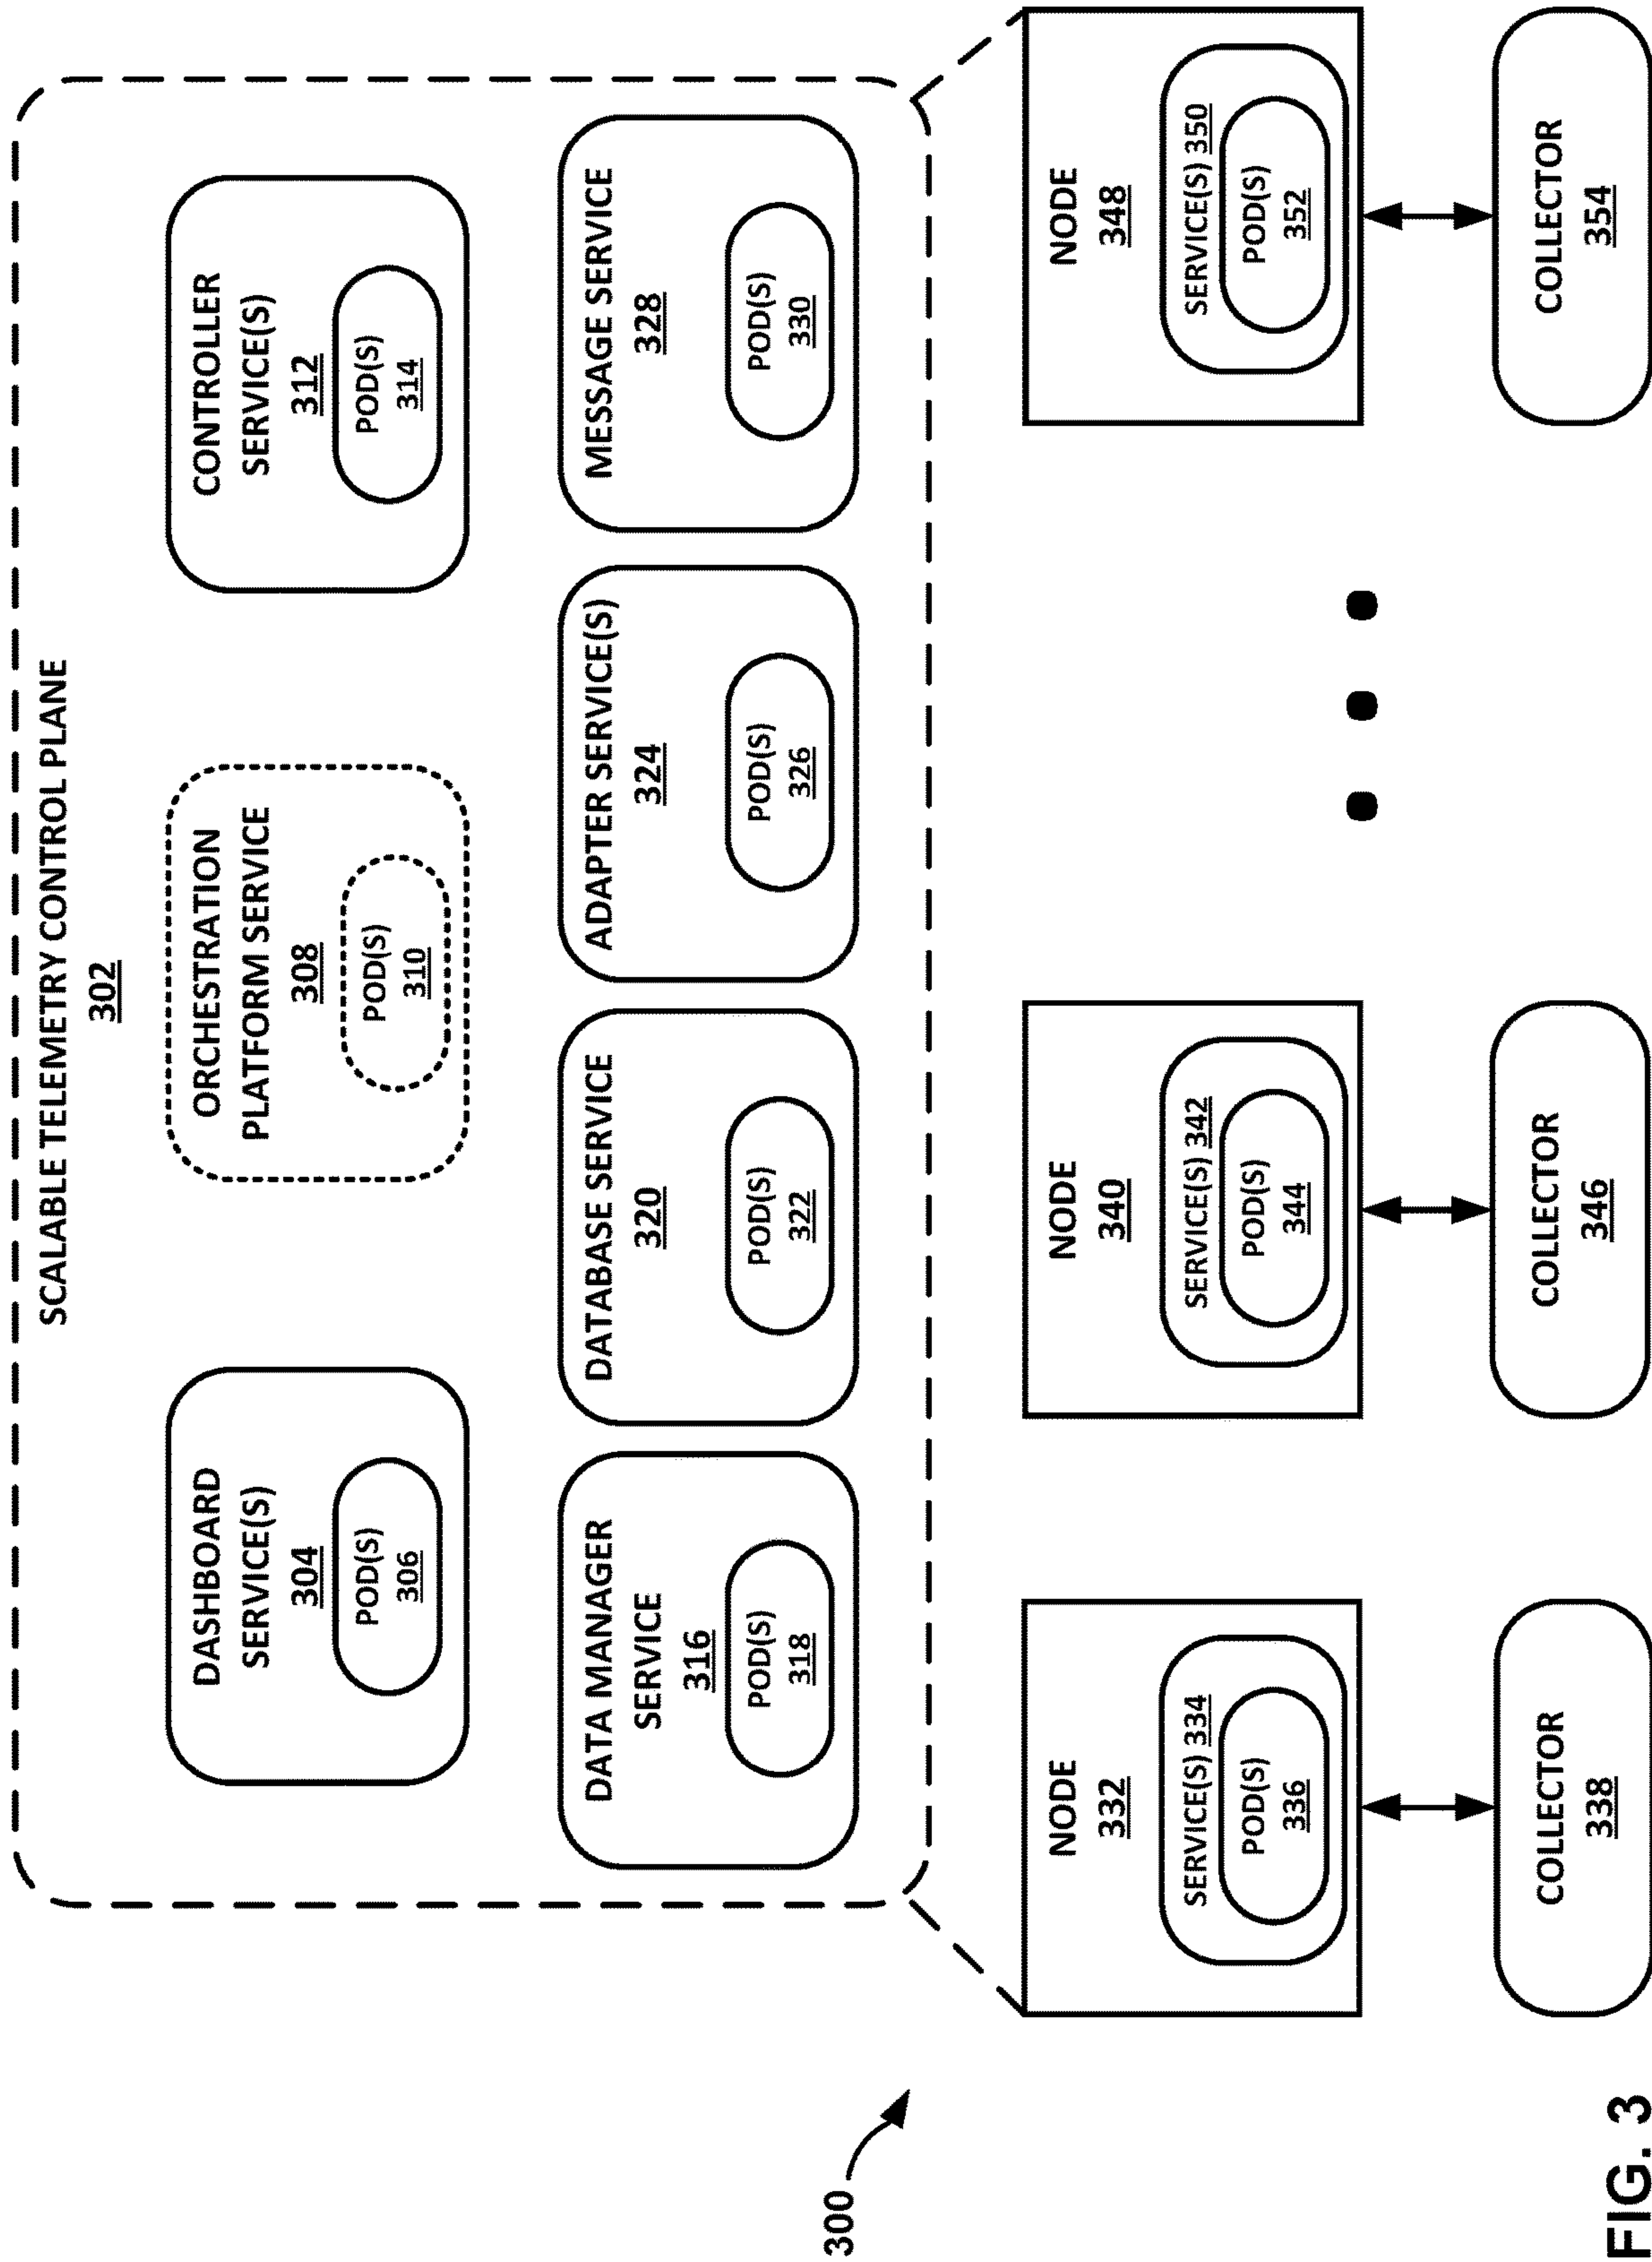 SCALABLE TELEMETRY CONTROL PLANE
302
DASHBOARD
SERVICE(S)
304
POD(S)
306
ORCHESTRATION
PLATFORM SERVICE
308
POD(S)
310
CONTROLLER
SERVICE(S)
312
POD(S)
314
DATA MANAGER
SERVICE
316
POD(S)
318
DATABASE SERVICE
320
POD(S)
322
ADAPTER SERVICE(S)
324
POD(S)
326
MESSAGE SERVICE
328
POD(S)
330
300
NODE
332
SERVICE(S) 334
POD(S)
336
NODE
340
SERVICE(S) 342
POD(S)
344
NODE
348
SERVICE(S) 350
POD(S)
352
COLLECTOR
338
COLLECTOR
346
COLLECTOR
354
FIG. 3